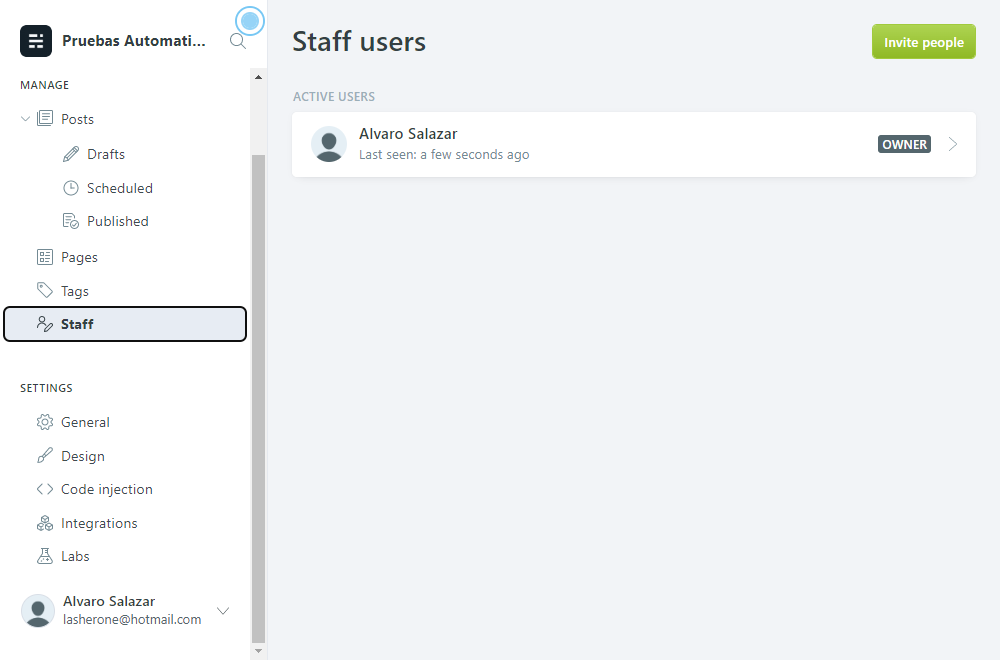 Pruebas Automati...
MANAGE
Posts
Drafts
Scheduled
Published
Pages
Tags
Staff
SETTINGS
General
Design
Code injection
Integrations
Labs
Alvaro Salazar
lasherone@hotmail.com
Staff users
Invite people
ACTIVE USERS
Alvaro Salazar
Last seen: a few seconds ago
OWNER